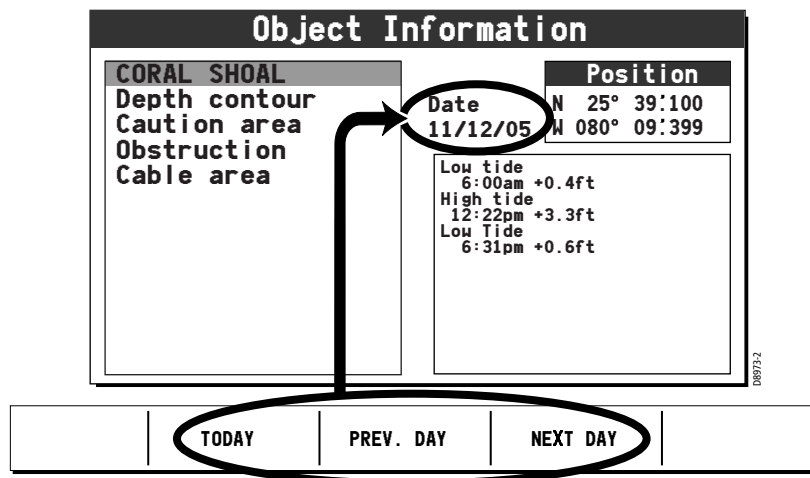 Object Information
CORAL SHOAL
Depth contour
Caution area
Obstruction
Cable area
Date
11/12/05
Position
N 25° 39.'100
W 080° 09.'399
Low tide
6:00am +0.4ft
High tide
12:22pm +3.3ft
Low Tide
6:31pm +0.6ft
D8973-2
TODAY
PREV. DAY
NEXT DAY